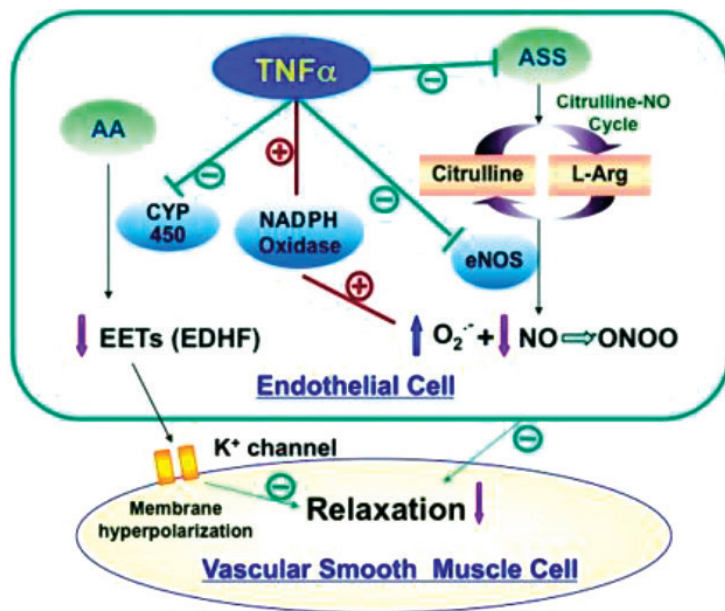 TNFα
ASS
Citrulline-NO
Cycle
AA
Citrulline
L-Arg
CYP
450
NADPH
Oxidase
eNOS
EETs (EDHF)
O₂·- + NO ⇒ ONOO
Endothelial Cell
K⁺ channel
Membrane
hyperpolarization
Relaxation
Vascular Smooth Muscle Cell